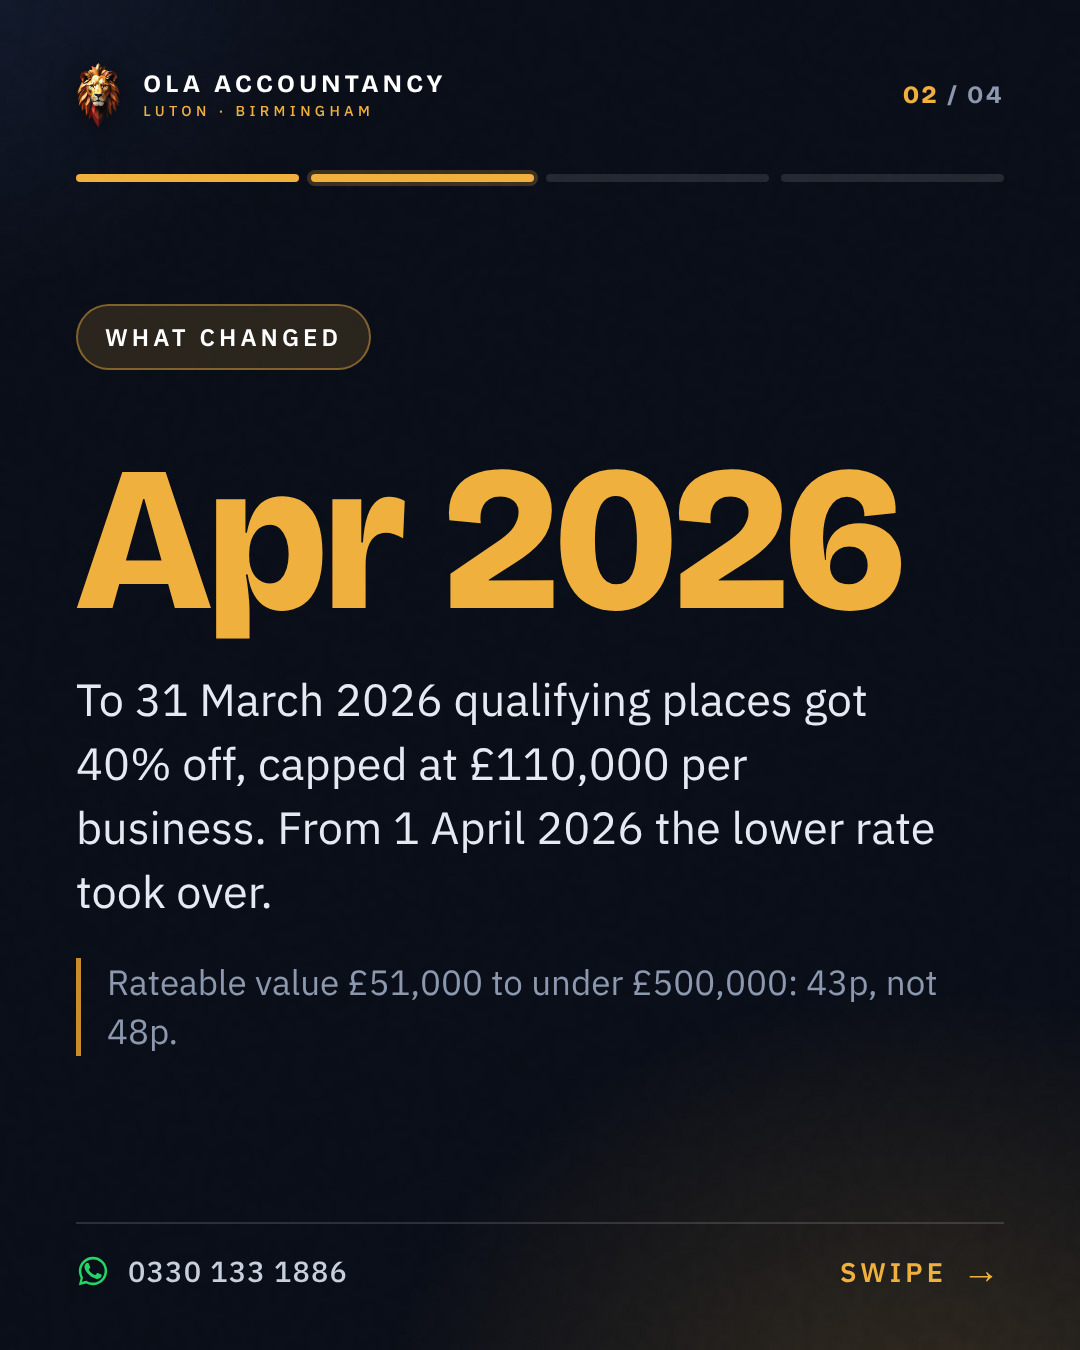 OLA ACCOUNTANCY
LUTON · BIRMINGHAM
02 / 04
WHAT CHANGED
Apr 2026
To 31 March 2026 qualifying places got
40% off, capped at £110,000 per
business. From 1 April 2026 the lower rate
took over.
Rateable value £51,000 to under £500,000: 43p, not
48p.
0330 133 1886
SWIPE →